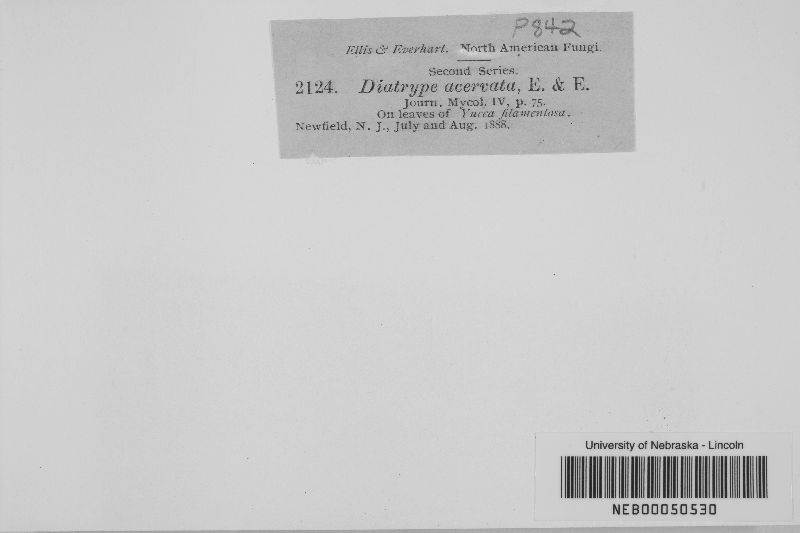 P842
Ellis & Everhart. North American Fungi.
Second Series.
2124. Diatrype acervata, E. & E.
Journ. Mycol. IV, p. 75.
On leaves of Yucca filamentosa.
Newfield, N. J., July and Aug. 1888.
University of Nebraska - Lincoln
NEB00050530